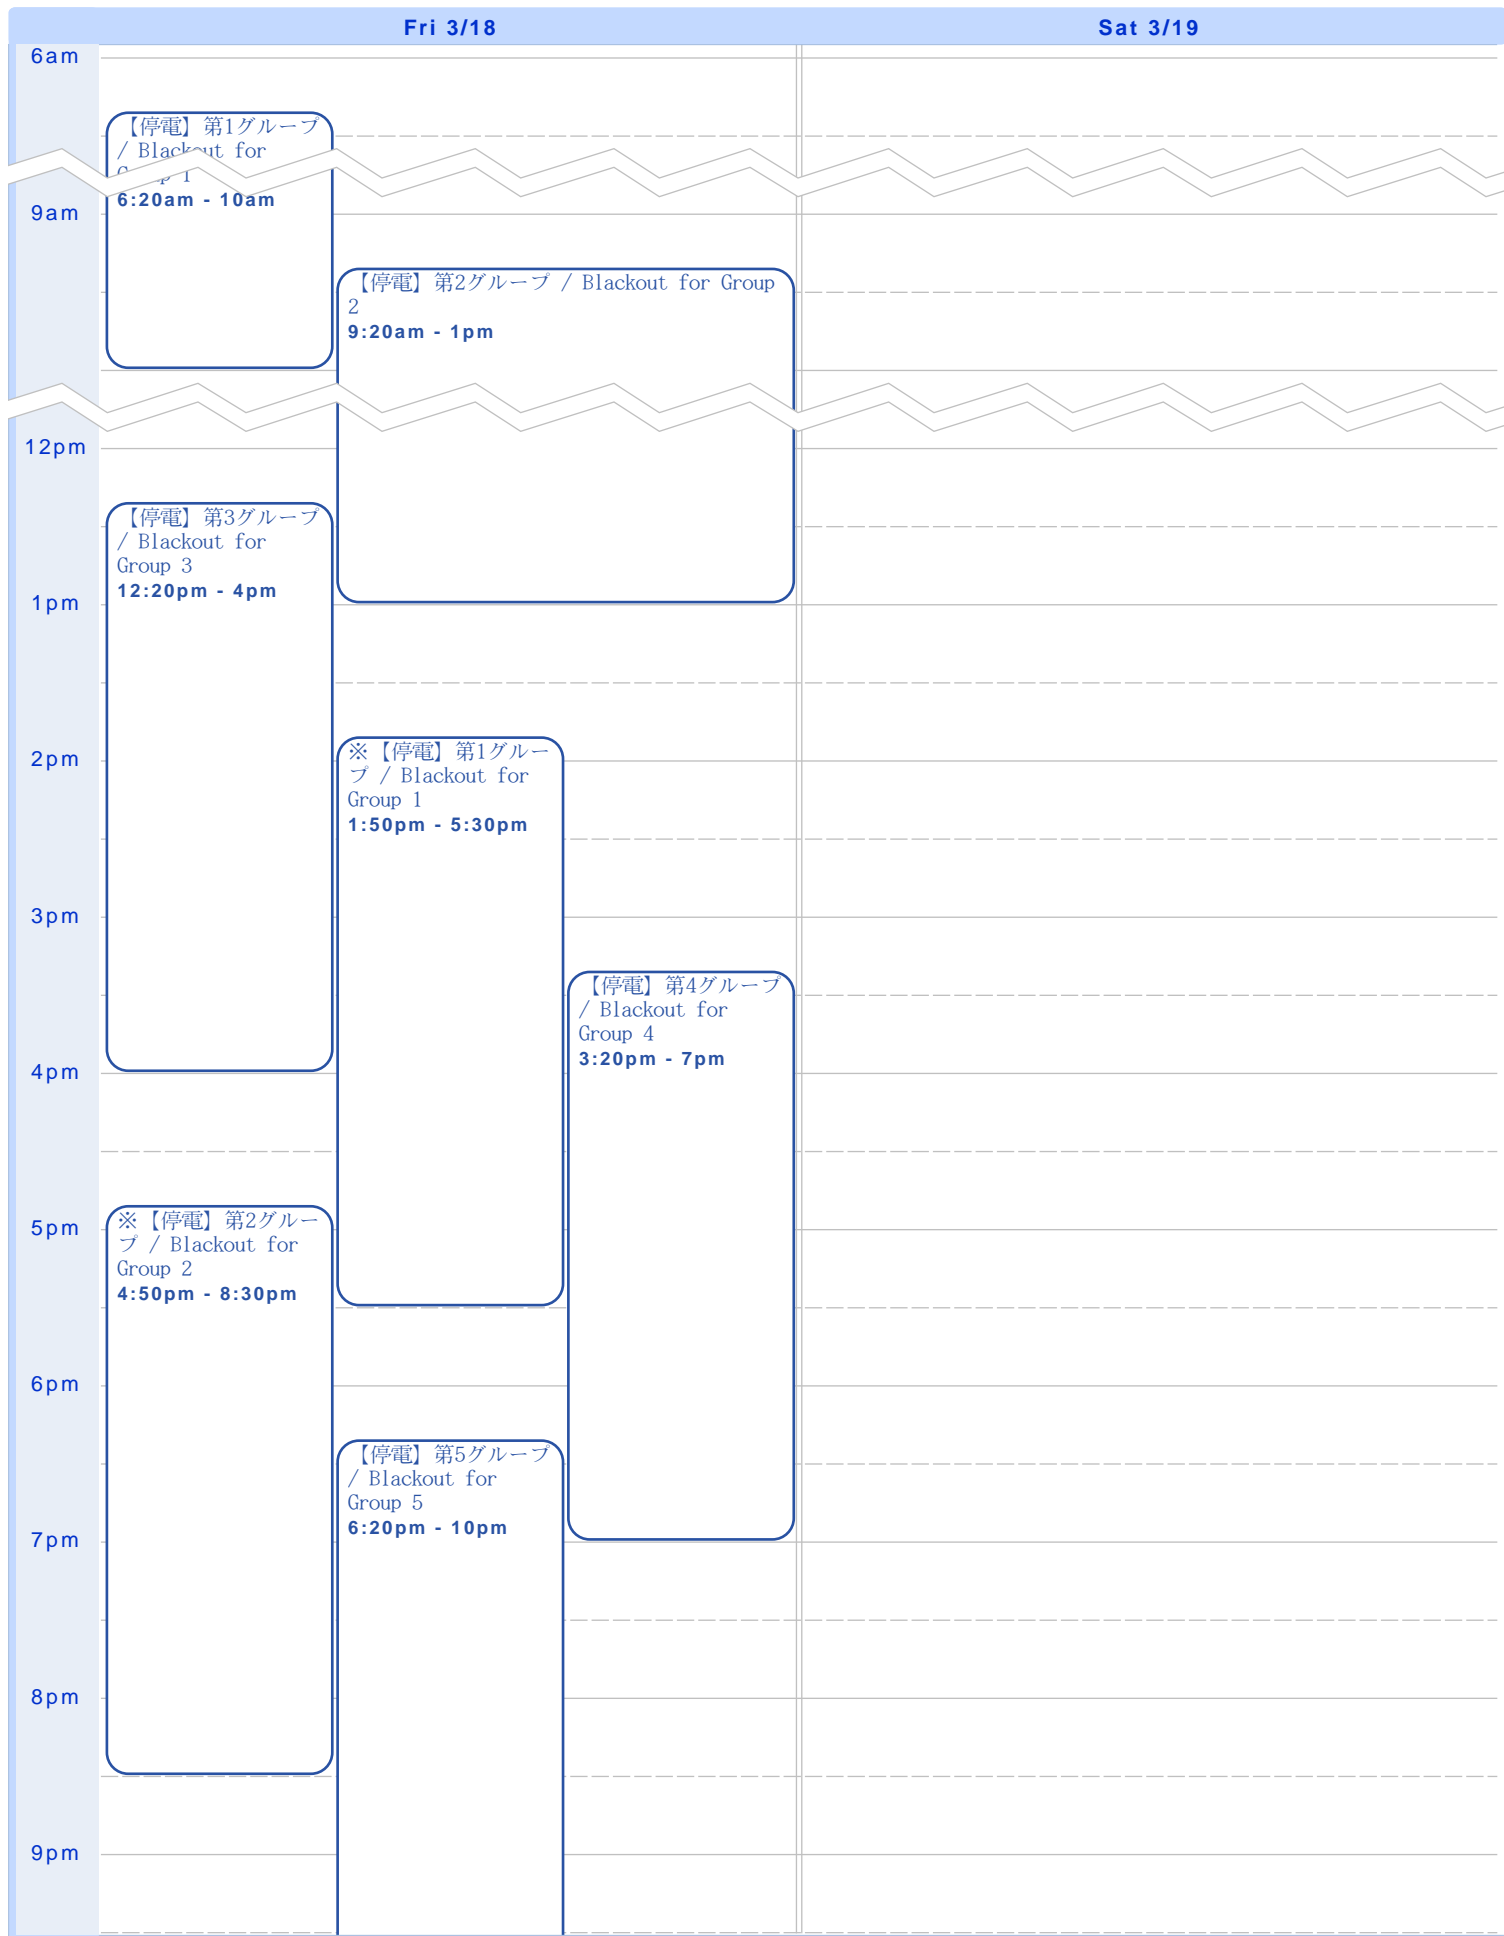 Fri 3/18
Sat 3/19
6am
【停電】第1グループ
/ Blackout for
Group 1
6:20am - 10am
9am
【停電】第2グループ / Blackout for Group
2
9:20am - 1pm
12pm
【停電】第3グループ
/ Blackout for
Group 3
12:20pm - 4pm
1pm
※【停電】第1グルー
プ / Blackout for
Group 1
1:50pm - 5:30pm
2pm
3pm
【停電】第4グループ
/ Blackout for
Group 4
3:20pm - 7pm
4pm
※【停電】第2グルー
プ / Blackout for
Group 2
4:50pm - 8:30pm
5pm
6pm
【停電】第5グループ
/ Blackout for
Group 5
6:20pm - 10pm
7pm
8pm
9pm